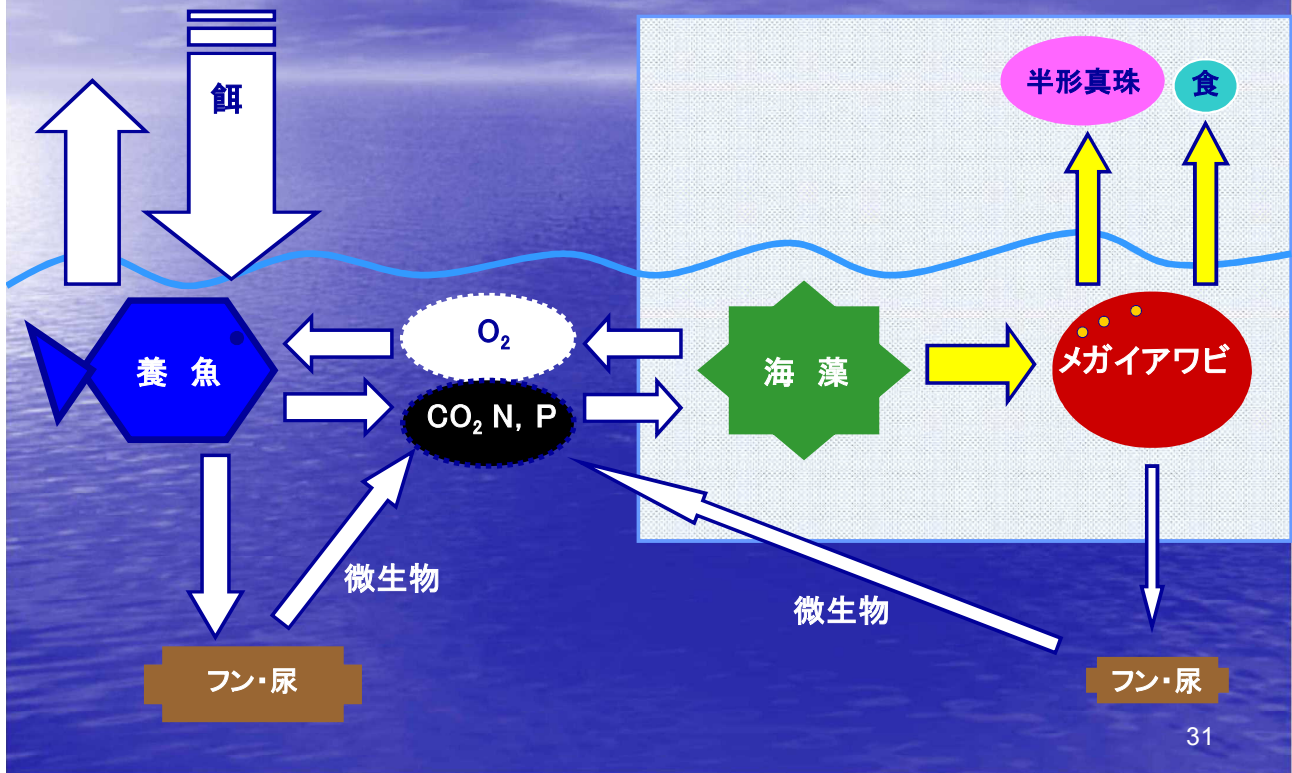 餌
半形真珠
食
養 魚
O₂
CO₂ N, P
海 藻
メガイアワビ
微生物
微生物
フン・尿
フン・尿
31